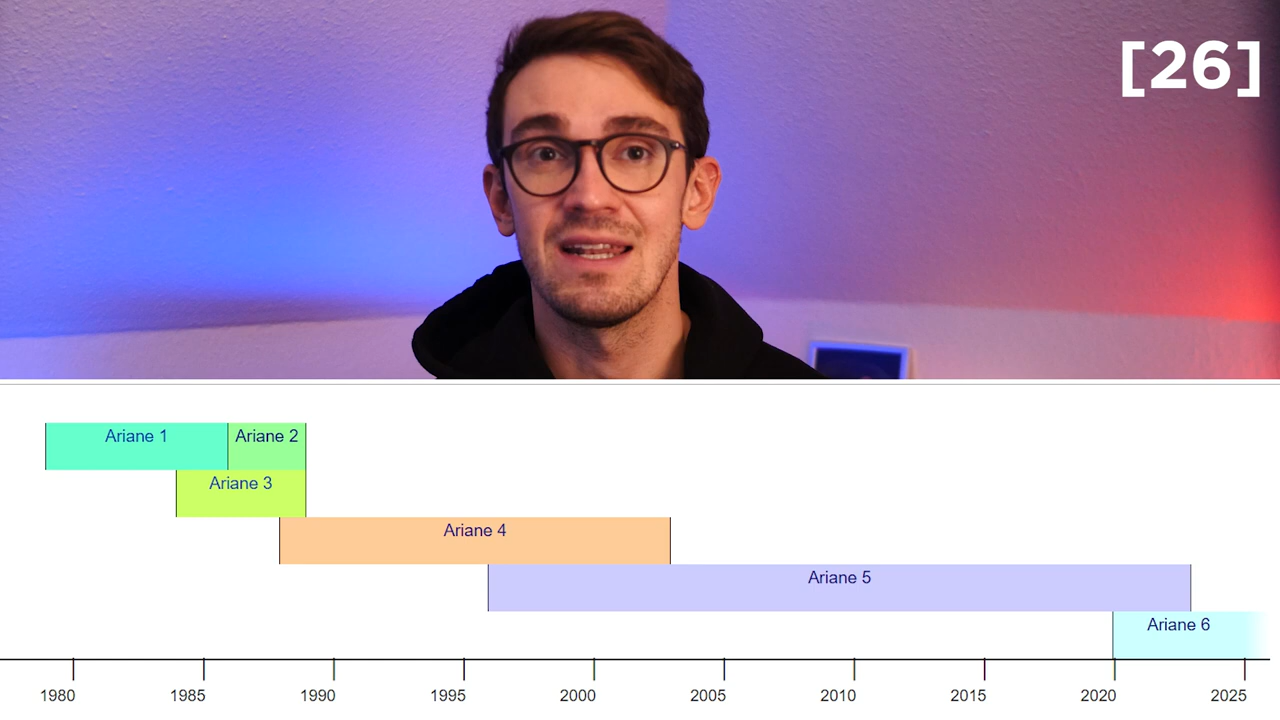 [26]
Ariane 1
Ariane 2
Ariane 3
Ariane 4
Ariane 5
Ariane 6
1980 1985 1990 1995 2000 2005 2010 2015 2020 2025